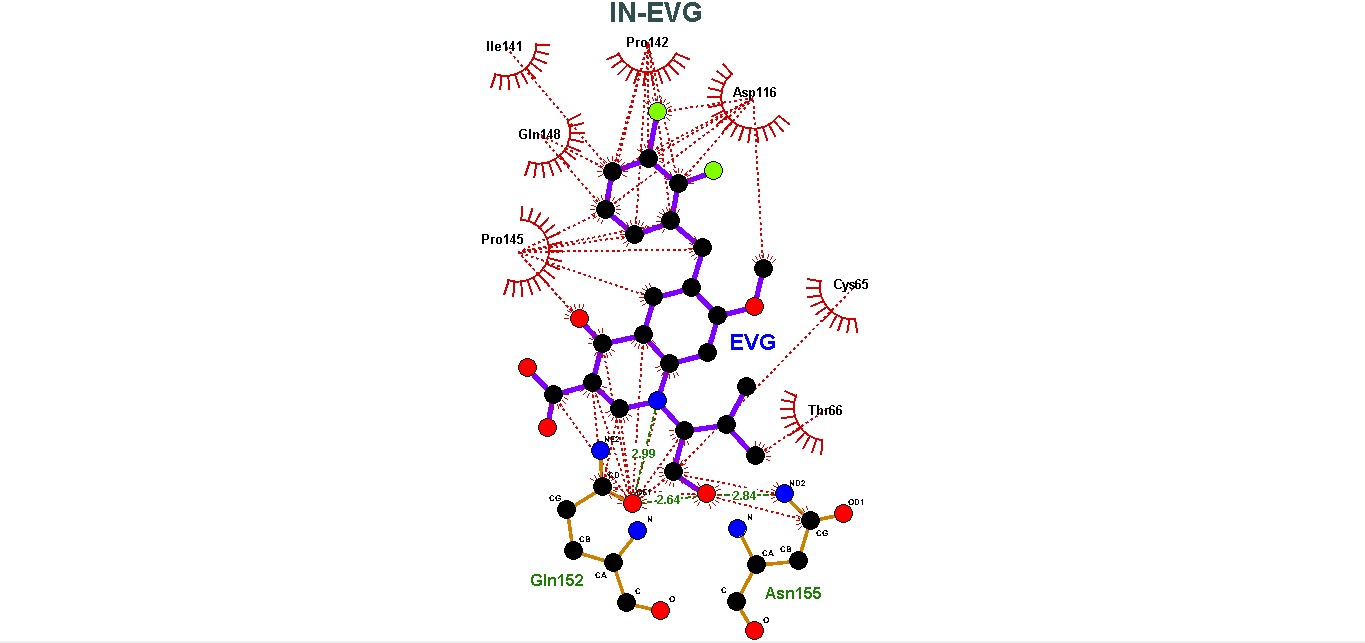 IN-EVG
Ile141
Pro142
Asp116
Gln148
Pro145
Cys65
EVG
Thr66
NE2
2.99
CD
OE1
2.64
2.84
ND2
CG
OD1
N
N
CG
CB
CA
CA
CB
Gln152
Asn155
C
O
C
O